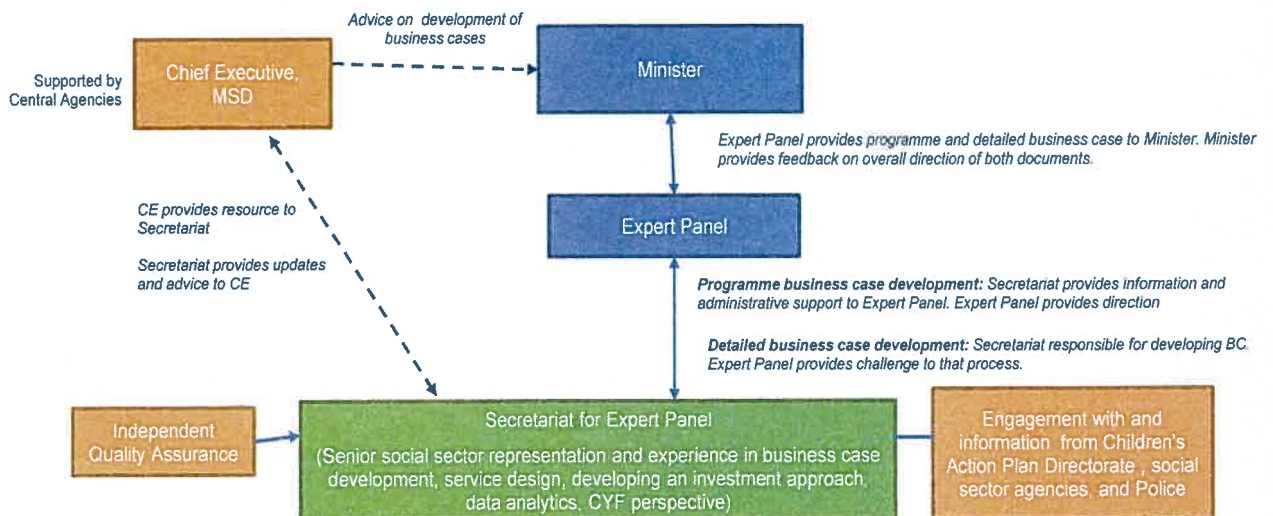 Advice on development of
business cases
Supported by
Central Agencies
Chief Executive,
MSD
Minister
Expert Panel provides programme and detailed business case to Minister. Minister
provides feedback on overall direction of both documents.
CE provides resource to
Secretariat
Secretariat provides updates
and advice to CE
Expert Panel
Programme business case development: Secretariat provides information and
administrative support to Expert Panel. Expert Panel provides direction
Detailed business case development: Secretariat responsible for developing BC.
Expert Panel provides challenge to that process.
Independent
Quality Assurance
Secretariat for Expert Panel
(Senior social sector representation and experience in business case
development, service design, developing an investment approach,
data analytics, CYF perspective)
Engagement with and
information from Children's
Action Plan Directorate , social
sector agencies, and Police